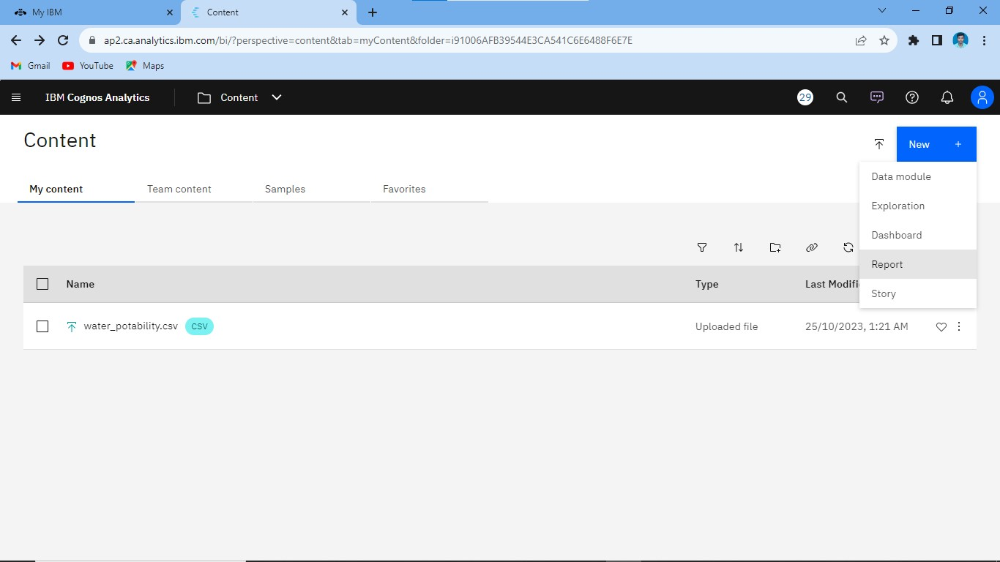 My IBM
Content
ap2.ca.analytics.ibm.com/bi/?perspective=content&tab=myContent&folder=i91006AFB39544E3CA541C6E6488F6E7E
Gmail YouTube Maps
IBM Cognos Analytics Content 29
Content
New +
Data module
My content Team content Samples Favorites
Exploration
Dashboard
Report
Story
Name Type Last Modifi
water_potability.csv CSV Uploaded file 25/10/2023, 1:21 AM